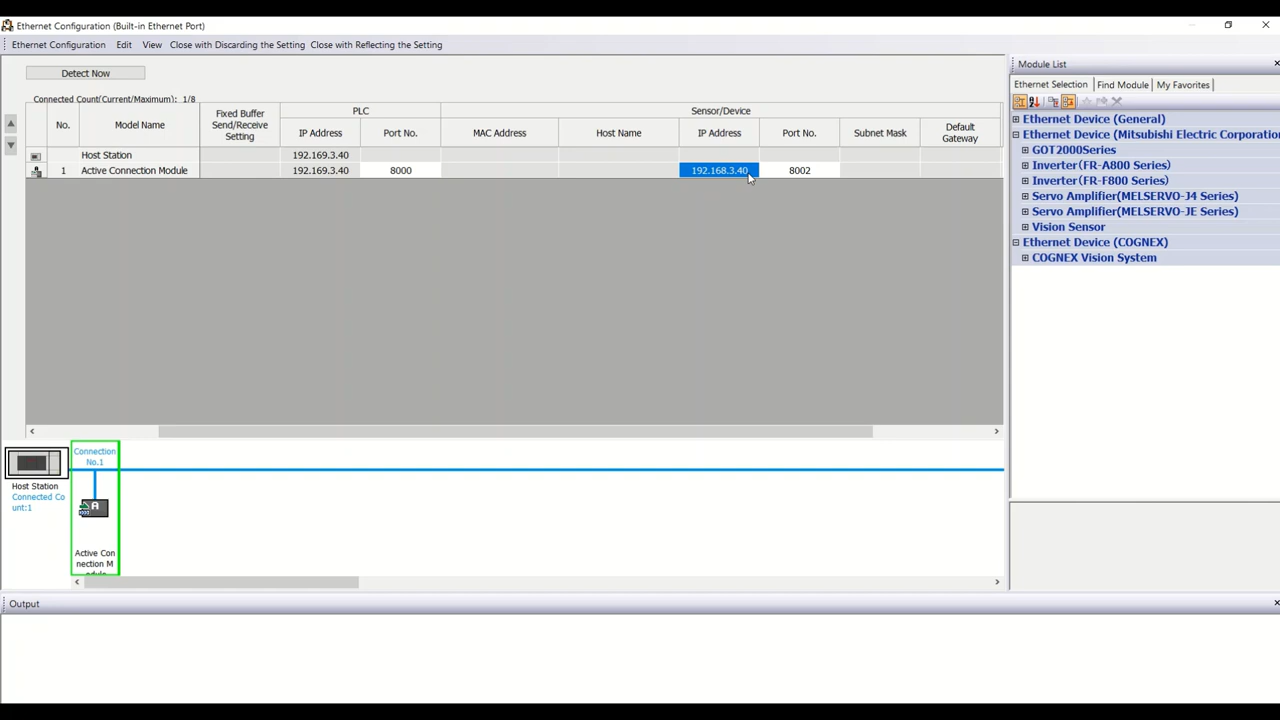 Ethernet Configuration (Built-in Ethernet Port)
Ethernet Configuration Edit View Close with Discarding the Setting Close with Reflecting the Setting
Detect Now
Connected Count(Current/Maximum): 1/8
No. Model Name Fixed Buffer Send/Receive Setting PLC Sensor/Device
IP Address Port No. MAC Address Host Name IP Address Port No. Subnet Mask Default Gateway
Host Station 192.169.3.40
1 Active Connection Module 192.169.3.40 8000 192.168.3.40 8002
Connection
No.1
Host Station
Connected Co
unt:1
A
Active Con
nection M
odule
Module List
Ethernet Selection Find Module My Favorites
Ethernet Device (General)
Ethernet Device (Mitsubishi Electric Corporatio
GOT2000Series
Inverter(FR-A800 Series)
Inverter(FR-F800 Series)
Servo Amplifier(MELSERVO-J4 Series)
Servo Amplifier(MELSERVO-JE Series)
Vision Sensor
Ethernet Device (COGNEX)
COGNEX Vision System
Output